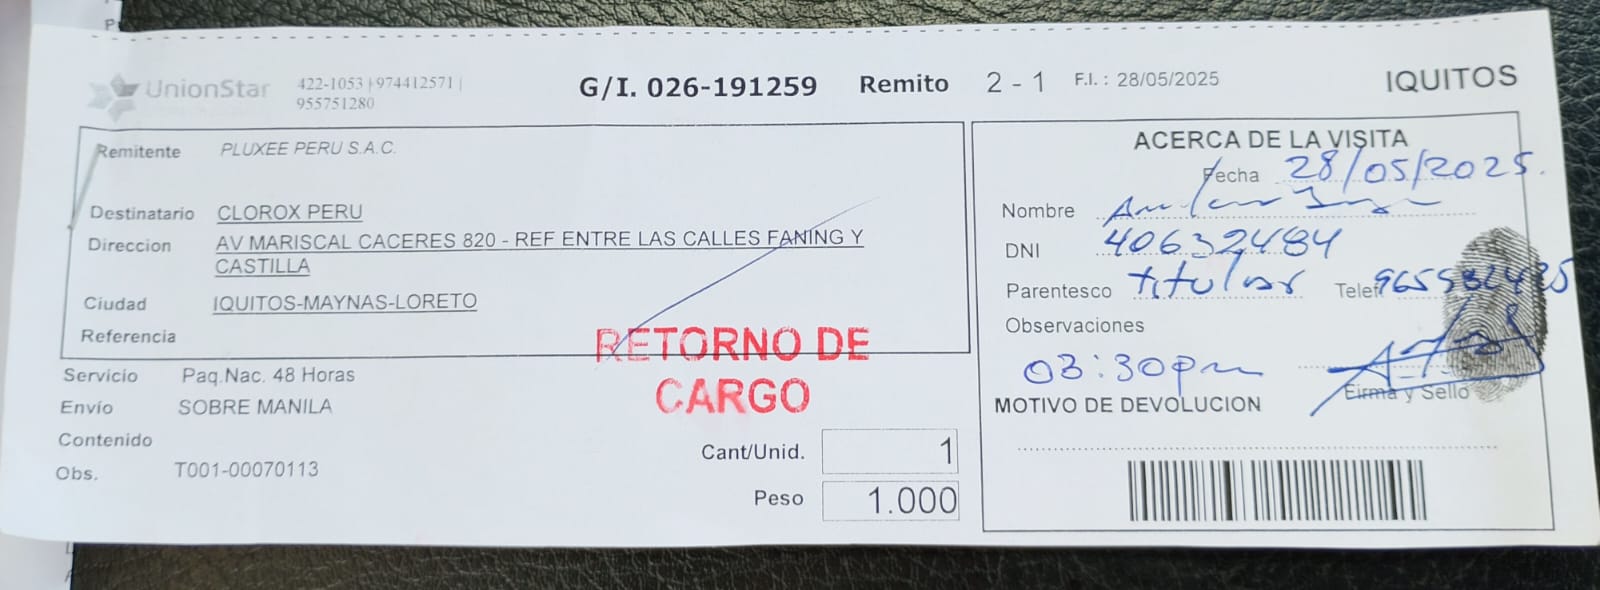 UnionStar 422-1053 |974412571 |
955751280
G/I. 026-191259 Remito 2 - 1 F.I. : 28/05/2025 IQUITOS
Remitente PLUXEE PERU S.A.C.
Destinatario CLOROX PERU
Direccion AV MARISCAL CACERES 820 - REF ENTRE LAS CALLES FANING Y
CASTILLA
Ciudad IQUITOS-MAYNAS-LORETO
Referencia
RETORNO DE
CARGO
Servicio Paq.Nac. 48 Horas
Envío SOBRE MANILA
Contenido
Obs. T001-00070113
Cant/Unid. 1
Peso 1.000
ACERCA DE LA VISITA
Fecha 28/05/2025.
Nombre
DNI 40632484
Parentesco titular Telef.
Observaciones
03:30pm
Firma y Sello
MOTIVO DE DEVOLUCION